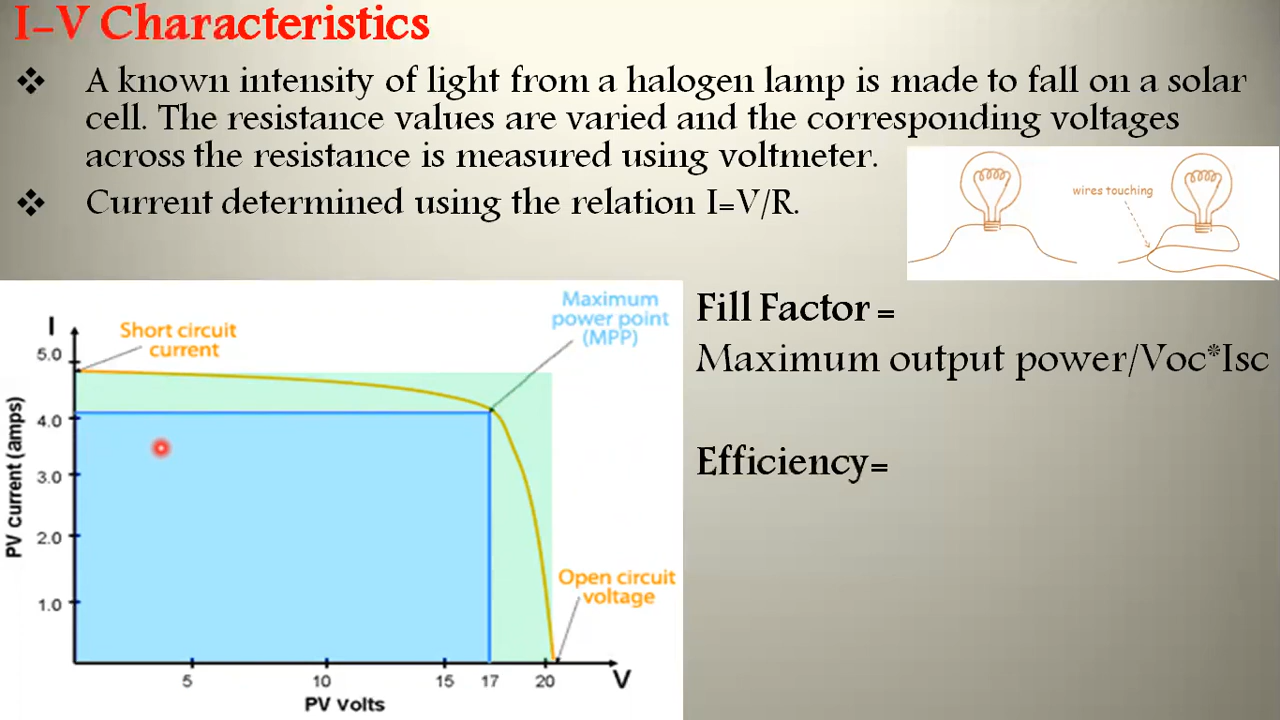 I-V Characteristics
❖ A known intensity of light from a halogen lamp is made to fall on a solar
cell. The resistance values are varied and the corresponding voltages
across the resistance is measured using voltmeter.
❖ Current determined using the relation I=V/R.
wires touching
I
Short circuit
current
Maximum
power point
(MPP)
5.0
4.0
3.0
2.0
1.0
PV current (amps)
Open circuit
voltage
5 10 15 17 20 V
PV volts
Fill Factor =
Maximum output power/Voc*Isc
Efficiency=